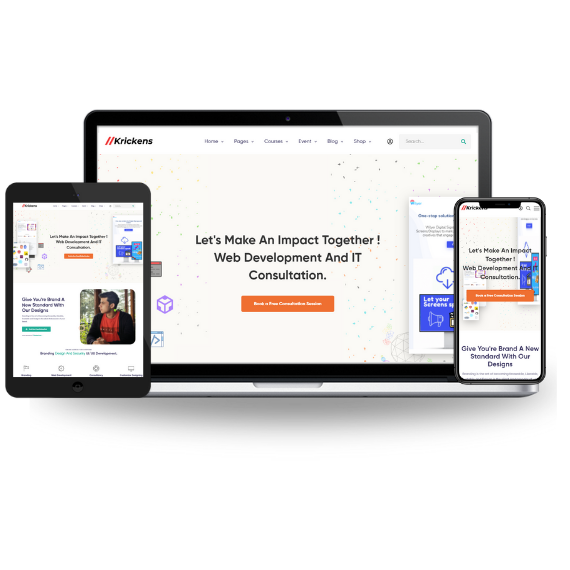 //Krickens
Home Pages Courses Event Blog Shop Search...
Let's Make An Impact Together !
Web Development And IT
Consultation.
Book a Free Consultation Session
One-stop solution
Let your
Screens
//Krickens
Let's Make An Impact Together !
Web Development And IT
Consultation.
Give You're Brand A
New Standard With
Our Designs
Branding Design And Security UI UX Development.
Branding Web Development Consultancy Customize Designs
//Krickens
Let's Make An Impact
Together !
Web Development And IT
Consultation.
Book a Free Consultation Session
Give You're Brand A New
Standard With Our
Designs